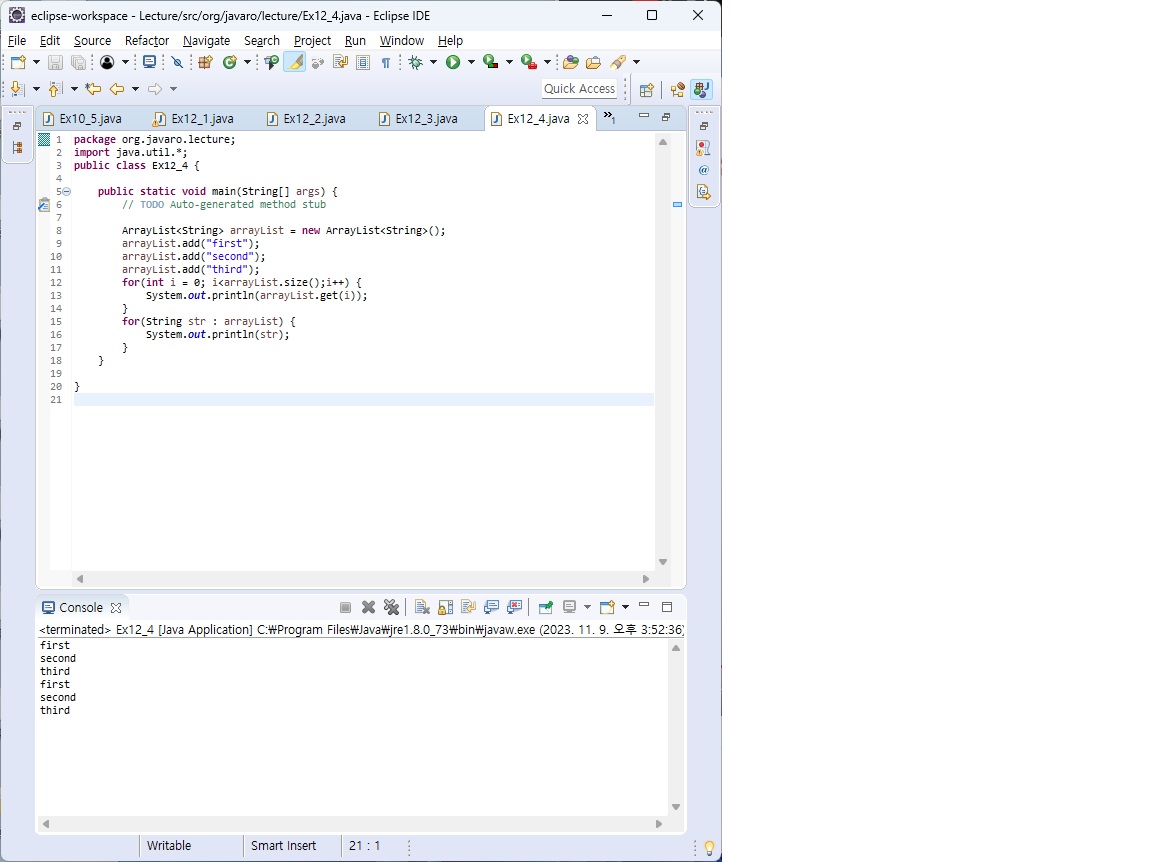 eclipse-workspace - Lecture/src/org/javaro/lecture/Ex12_4.java - Eclipse IDE
File Edit Source Refactor Navigate Search Project Run Window Help
Quick Access
Ex10_5.java Ex12_1.java Ex12_2.java Ex12_3.java Ex12_4.java »1
1 package org.javaro.lecture;
2 import java.util.*;
3 public class Ex12_4 {
4
5 public static void main(String[] args) {
6 // TODO Auto-generated method stub
7
8 ArrayList<String> arrayList = new ArrayList<String>();
9 arrayList.add("first");
10 arrayList.add("second");
11 arrayList.add("third");
12 for(int i = 0; i<arrayList.size();i++) {
13 System.out.println(arrayList.get(i));
14 }
15 for(String str : arrayList) {
16 System.out.println(str);
17 }
18 }
19
20 }
21
Console
<terminated> Ex12_4 [Java Application] C:₩Program Files₩Java₩jre1.8.0_73₩bin₩javaw.exe (2023. 11. 9. 오후 3:52:36)
first
second
third
first
second
third
Writable Smart Insert 21 : 1